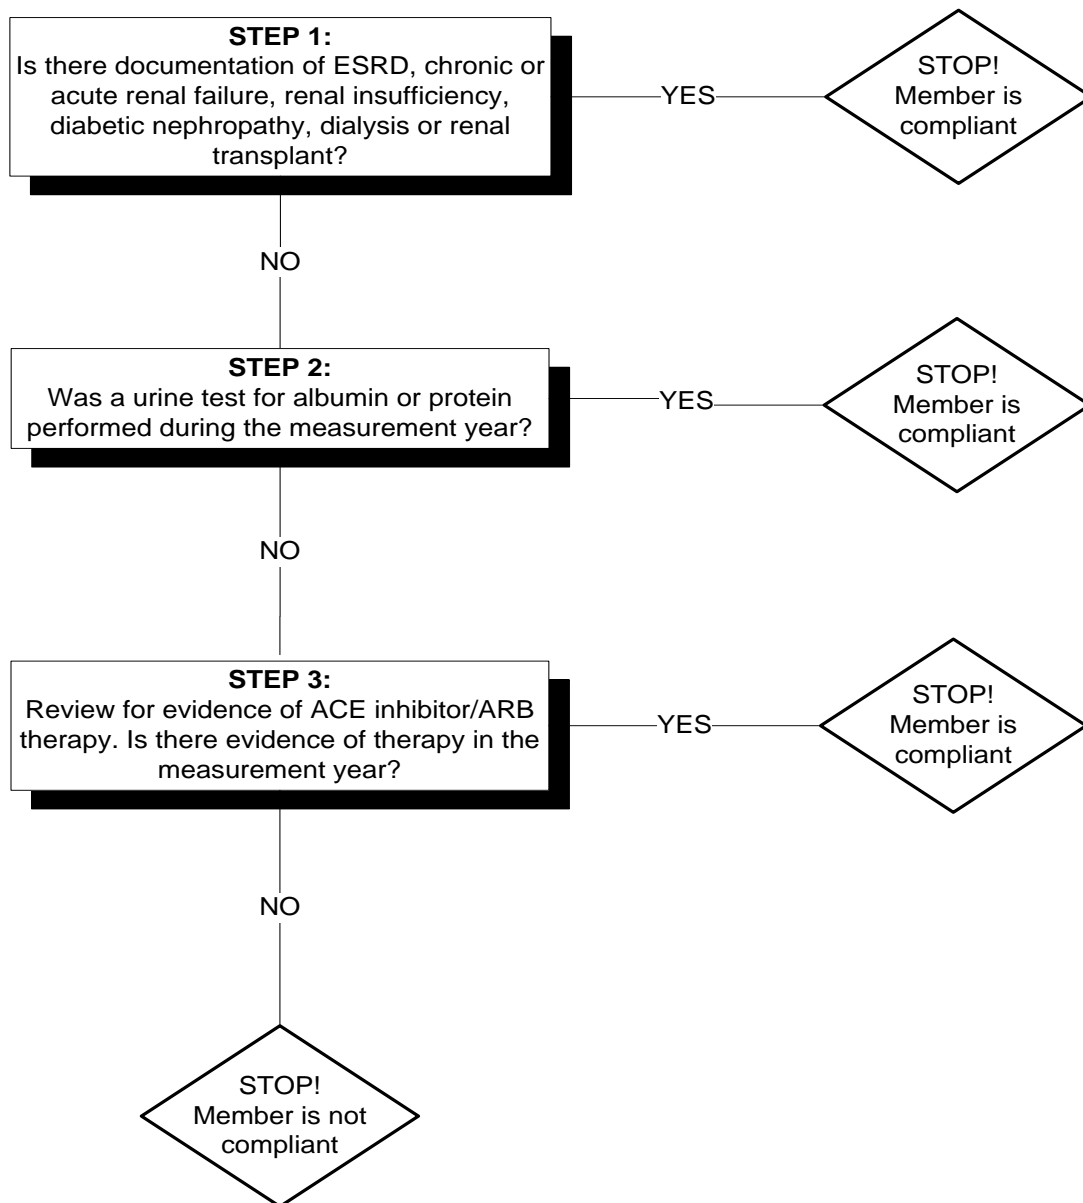 STEP 1:
Is there documentation of ESRD, chronic or
acute renal failure, renal insufficiency,
diabetic nephropathy, dialysis or renal
transplant?
YES
STOP!
Member is
compliant
NO
STEP 2:
Was a urine test for albumin or protein
performed during the measurement year?
YES
STOP!
Member is
compliant
NO
STEP 3:
Review for evidence of ACE inhibitor/ARB
therapy. Is there evidence of therapy in the
measurement year?
YES
STOP!
Member is
compliant
NO
STOP!
Member is not
compliant